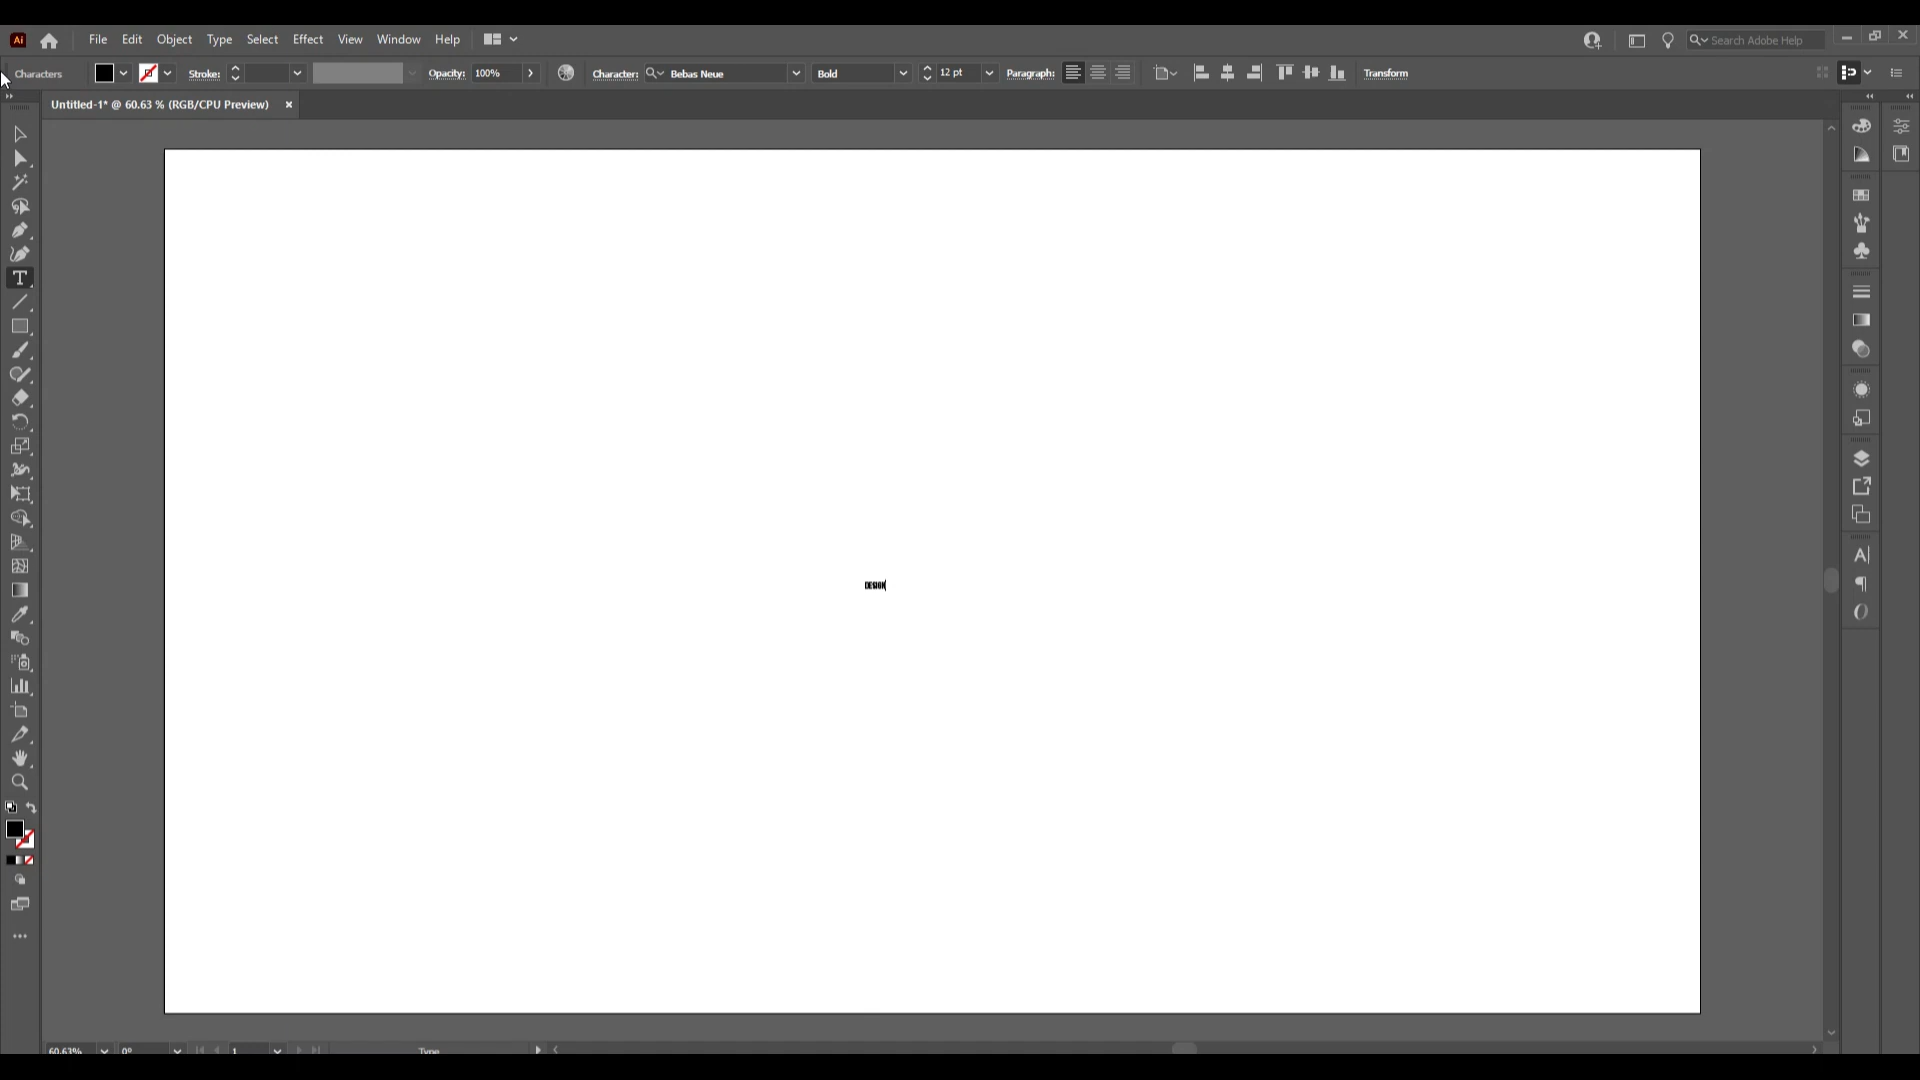 Ai File Edit Object Type Select Effect View Window Help Search Adobe Help
Characters Stroke: Opacity: 100% Character: Bebas Neue Bold 12 pt Paragraph: Transform
Untitled-1* @ 60.63 % (RGB/CPU Preview)
DESIGN
60.63% 0° 1 Type